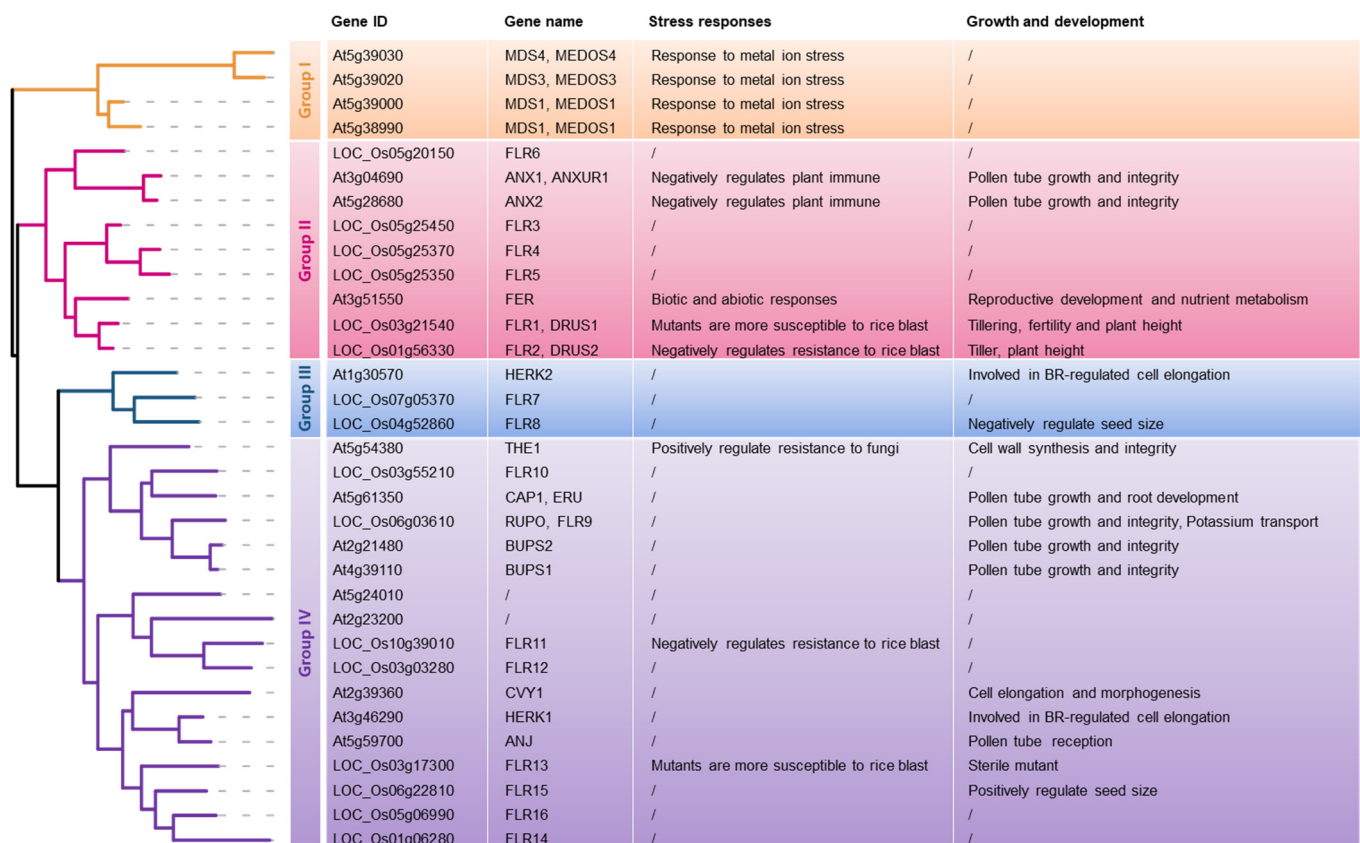 Gene ID Gene name Stress responses Growth and development
Group I
At5g39030 MDS4, MEDOS4 Response to metal ion stress /
At5g39020 MDS3, MEDOS3 Response to metal ion stress /
At5g39000 MDS1, MEDOS1 Response to metal ion stress /
At5g38990 MDS1, MEDOS1 Response to metal ion stress /
Group II
LOC_Os05g20150 FLR6 / /
At3g04690 ANX1, ANXUR1 Negatively regulates plant immune Pollen tube growth and integrity
At5g28680 ANX2 Negatively regulates plant immune Pollen tube growth and integrity
LOC_Os05g25450 FLR3 / /
LOC_Os05g25370 FLR4 / /
LOC_Os05g25350 FLR5 / /
At3g51550 FER Biotic and abiotic responses Reproductive development and nutrient metabolism
LOC_Os03g21540 FLR1, DRUS1 Mutants are more susceptible to rice blast Tillering, fertility and plant height
LOC_Os01g56330 FLR2, DRUS2 Negatively regulates resistance to rice blast Tiller, plant height
Group III
At1g30570 HERK2 / Involved in BR-regulated cell elongation
LOC_Os07g05370 FLR7 / /
LOC_Os04g52860 FLR8 / Negatively regulate seed size
Group IV
At5g54380 THE1 Positively regulate resistance to fungi Cell wall synthesis and integrity
LOC_Os03g55210 FLR10 / /
At5g61350 CAP1, ERU / Pollen tube growth and root development
LOC_Os06g03610 RUPO, FLR9 / Pollen tube growth and integrity, Potassium transport
At2g21480 BUPS2 / Pollen tube growth and integrity
At4g39110 BUPS1 / Pollen tube growth and integrity
At5g24010 / / /
At2g23200 / / /
LOC_Os10g39010 FLR11 Negatively regulates resistance to rice blast /
LOC_Os03g03280 FLR12 / /
At2g39360 CVY1 / Cell elongation and morphogenesis
At3g46290 HERK1 / Involved in BR-regulated cell elongation
At5g59700 ANJ / Pollen tube reception
LOC_Os03g17300 FLR13 Mutants are more susceptible to rice blast Sterile mutant
LOC_Os06g22810 FLR15 / Positively regulate seed size
LOC_Os05g06990 FLR16 / /
LOC_Os01g06280 FLR14 / /